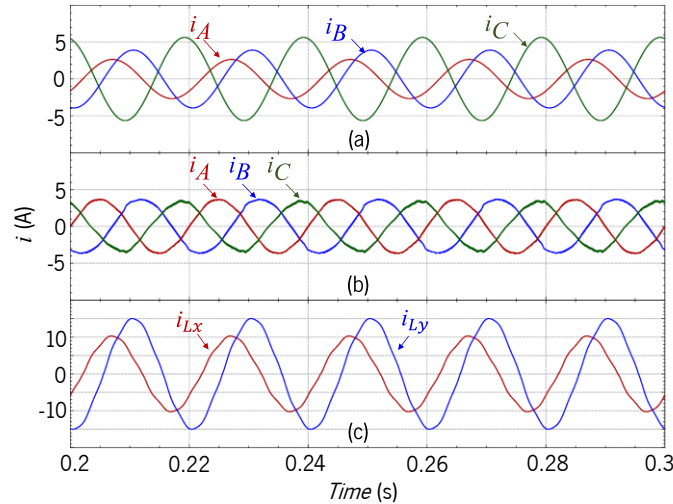 i_A i_B i_C
5
0
-5
(a)
i_A i_B i_C
5
0
-5
(b)
i (A)
i_Lx i_Ly
10
0
-10
(c)
0.2 0.22 0.24 0.26 0.28 0.3
Time (s)